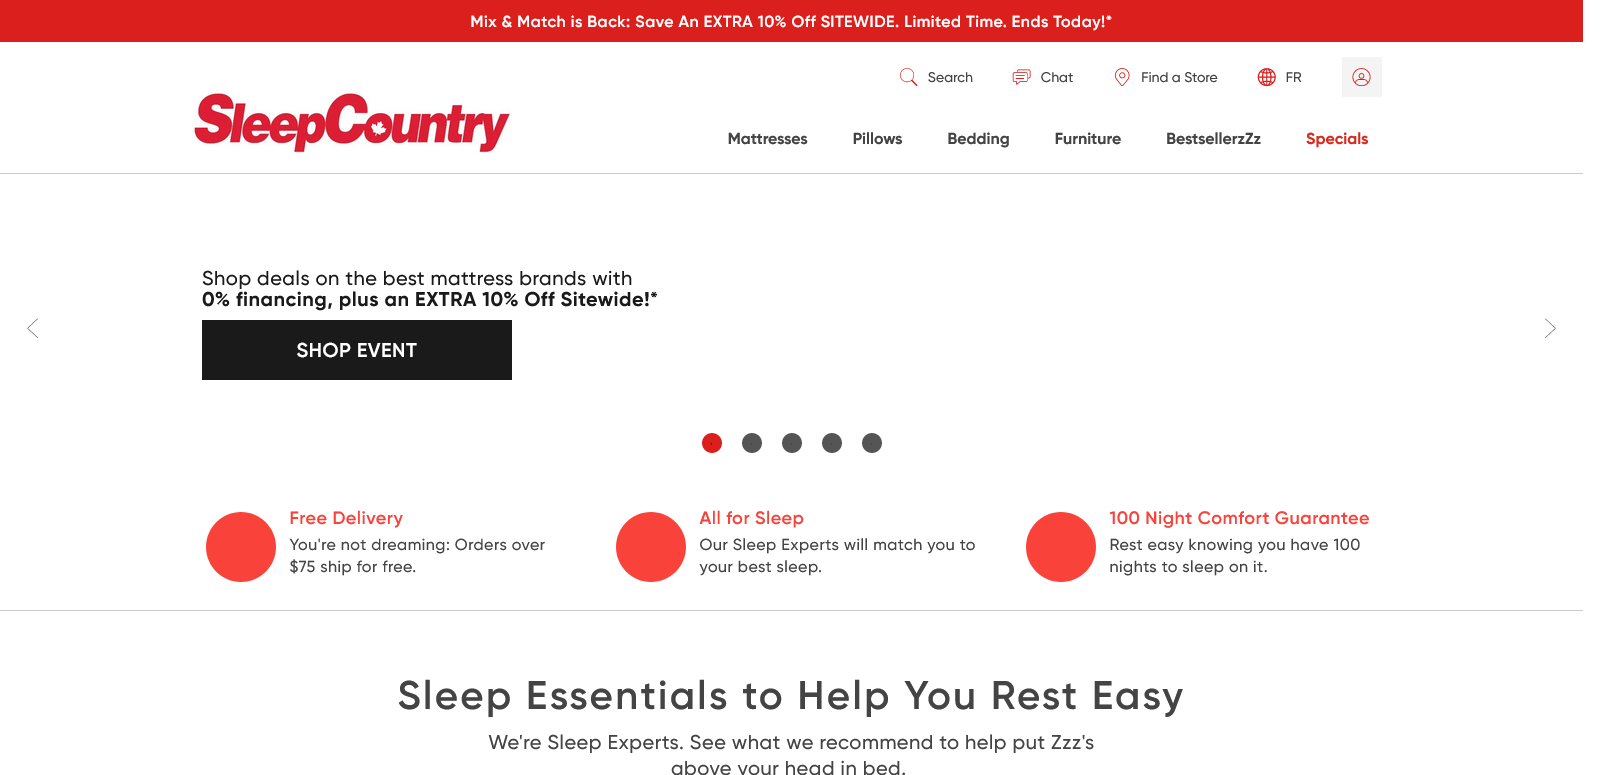 Mix & Match is Back: Save An EXTRA 10% Off SITEWIDE. Limited Time. Ends Today!*
Search
Chat
Find a Store
FR
SleepCountry
Mattresses
Pillows
Bedding
Furniture
BestsellerzZz
Specials
Shop deals on the best mattress brands with
0% financing, plus an EXTRA 10% Off Sitewide!*
SHOP EVENT
Free Delivery
You're not dreaming: Orders over
$75 ship for free.
All for Sleep
Our Sleep Experts will match you to
your best sleep.
100 Night Comfort Guarantee
Rest easy knowing you have 100
nights to sleep on it.
Sleep Essentials to Help You Rest Easy
We're Sleep Experts. See what we recommend to help put Zzz's
above your head in bed.